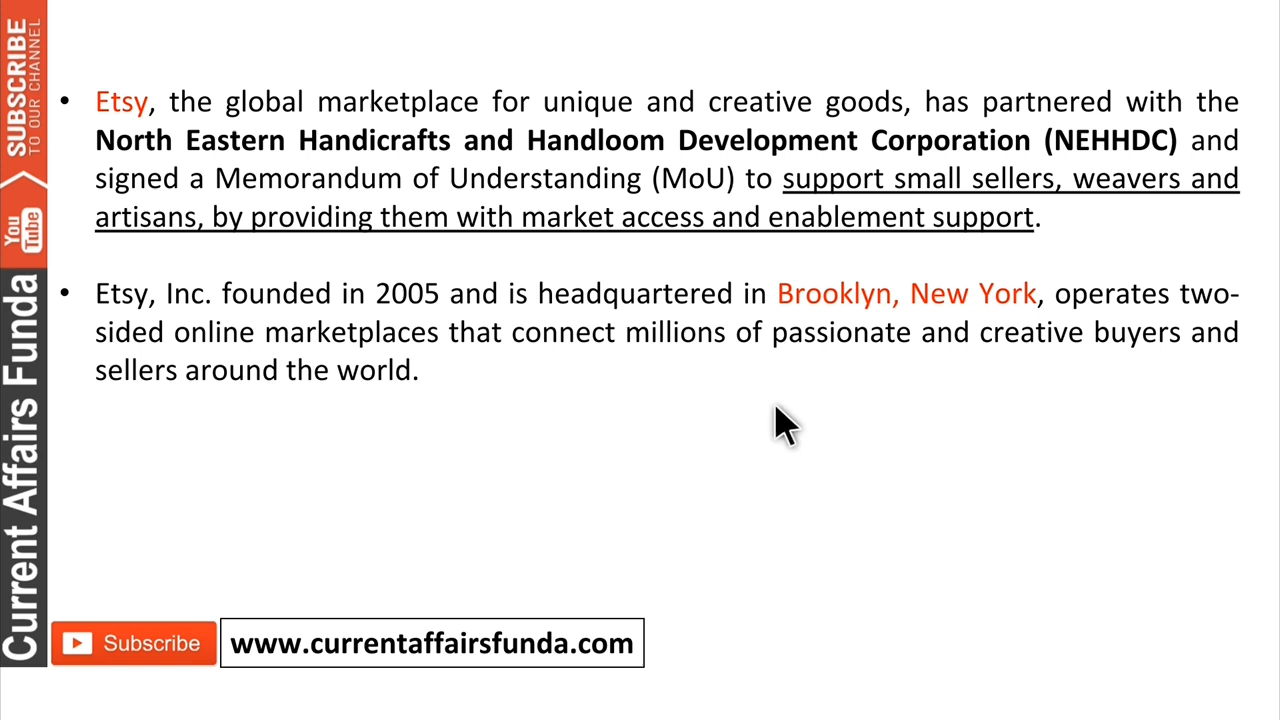 SUBSCRIBE
TO OUR CHANNEL
You
Tube
Current Affairs Funda
• Etsy, the global marketplace for unique and creative goods, has partnered with the
North Eastern Handicrafts and Handloom Development Corporation (NEHHDC) and
signed a Memorandum of Understanding (MoU) to support small sellers, weavers and
artisans, by providing them with market access and enablement support.
• Etsy, Inc. founded in 2005 and is headquartered in Brooklyn, New York, operates two-
sided online marketplaces that connect millions of passionate and creative buyers and
sellers around the world.
Subscribe
www.currentaffairsfunda.com